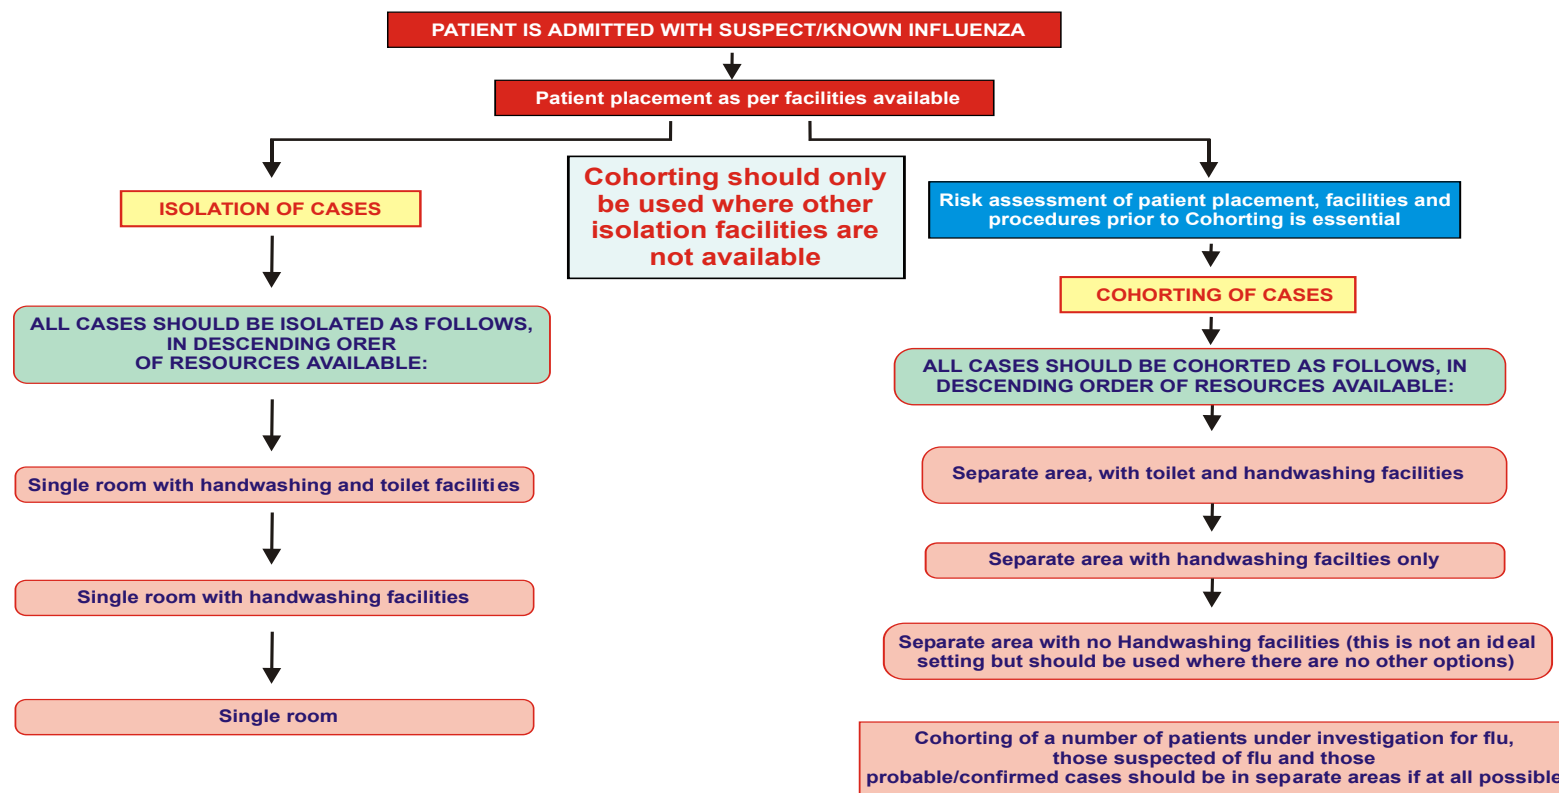 PATIENT IS ADMITTED WITH SUSPECT/KNOWN INFLUENZA
Patient placement as per facilities available
ISOLATION OF CASES
ALL CASES SHOULD BE ISOLATED AS FOLLOWS,
IN DESCENDING ORER
OF RESOURCES AVAILABLE:
Single room with handwashing and toilet facilities
Single room with handwashing facilities
Single room
Cohorting should only
be used where other
isolation facilities are
not available
Risk assessment of patient placement, facilities and
procedures prior to Cohorting is essential
COHORTING OF CASES
ALL CASES SHOULD BE COHORTED AS FOLLOWS, IN
DESCENDING ORDER OF RESOURCES AVAILABLE:
Separate area, with toilet and handwashing facilities
Separate area with handwashing facilties only
Separate area with no Handwashing facilities (this is not an ideal
setting but should be used where there are no other options)
Cohorting of a number of patients under investigation for flu,
those suspected of flu and those
probable/confirmed cases should be in separate areas if at all possible